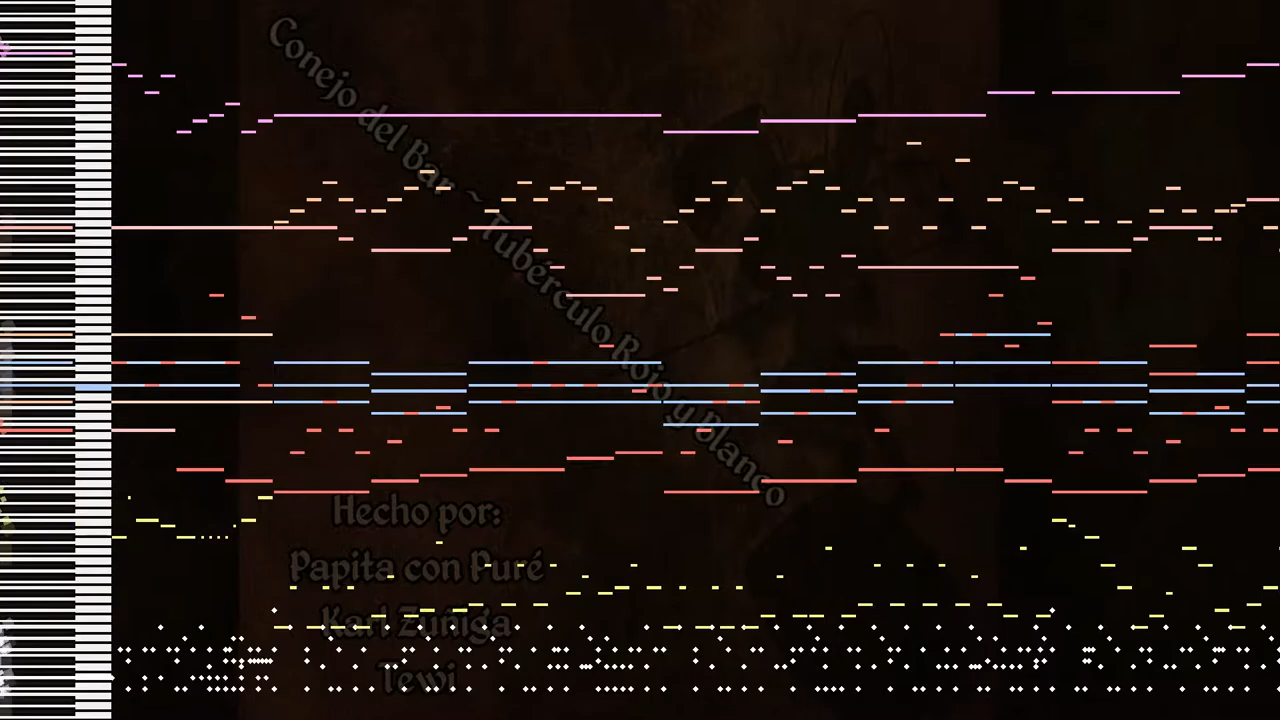 Conejo del Bar ~ Tubérculo Rojo y Blanco
Hecho por:
Papita con Puré
Karl Zúñiga
Tewi